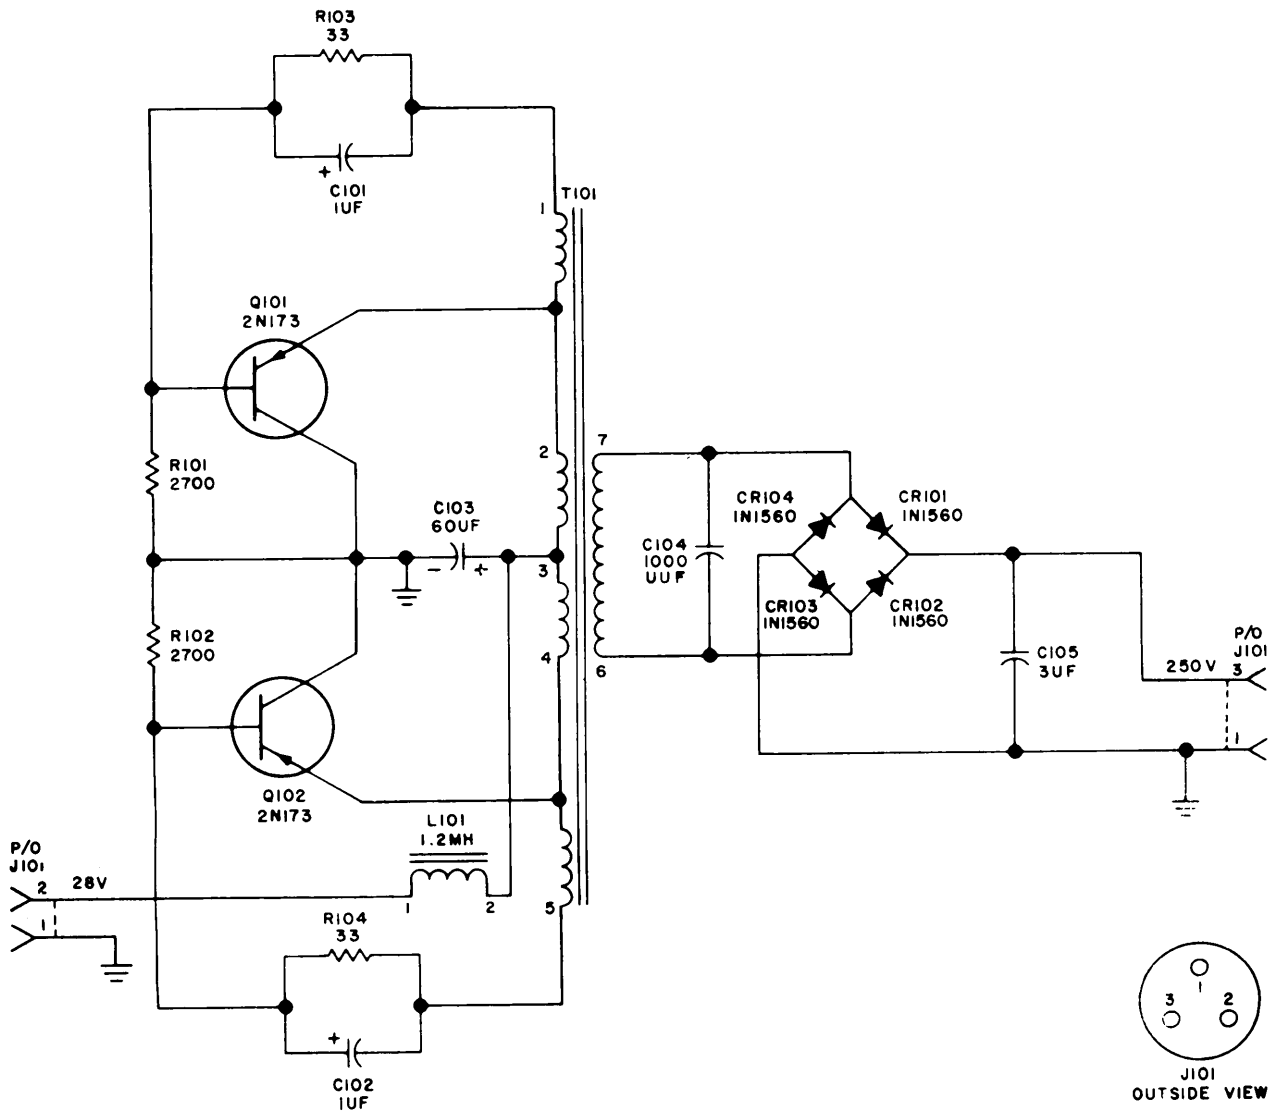 R103
33
+
C101
1UF
T101
1
Q101
2N173
R101
2700
2
7
C103
60UF
-
+
3
CR104
1N1560
CR101
1N1560
C104
1000
UUF
CR103
1N1560
CR102
1N1560
R102
2700
4
6
C105
3UF
P/O
J101
250V
3
1
Q102
2N173
L101
1.2MH
P/O
J101
2
28V
1
1
2
5
R104
33
+
C102
1UF
1
3
2
J101
OUTSIDE VIEW